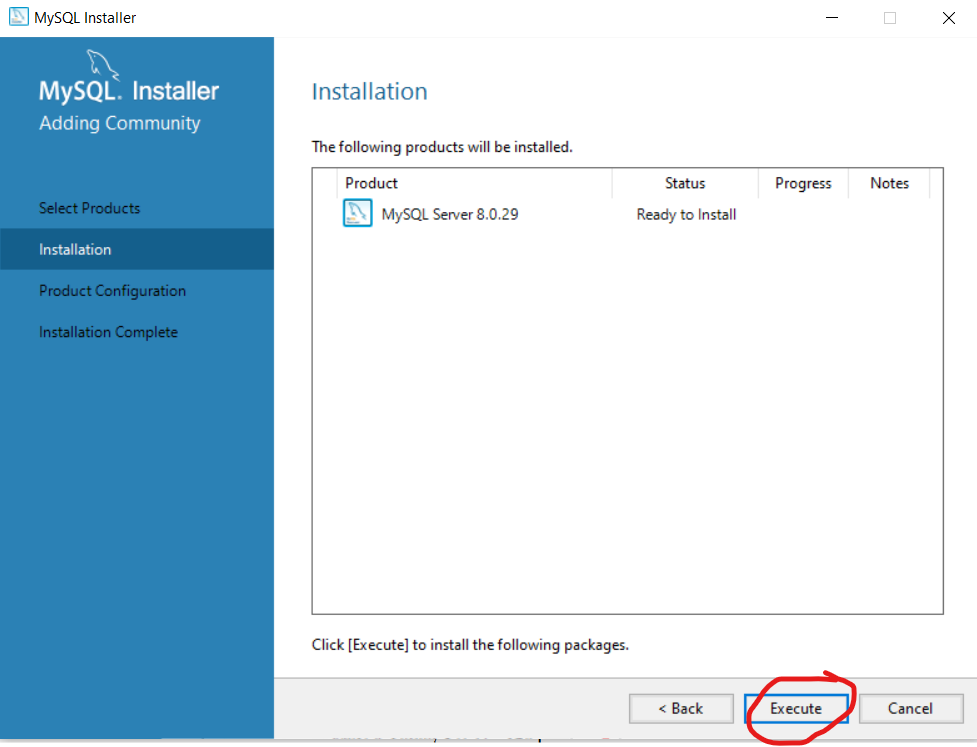 MySQL Installer
MySQL. Installer
Adding Community
Select Products
Installation
Product Configuration
Installation Complete
Installation
The following products will be installed.
Product Status Progress Notes
MySQL Server 8.0.29 Ready to Install
Click [Execute] to install the following packages.
< Back Execute Cancel